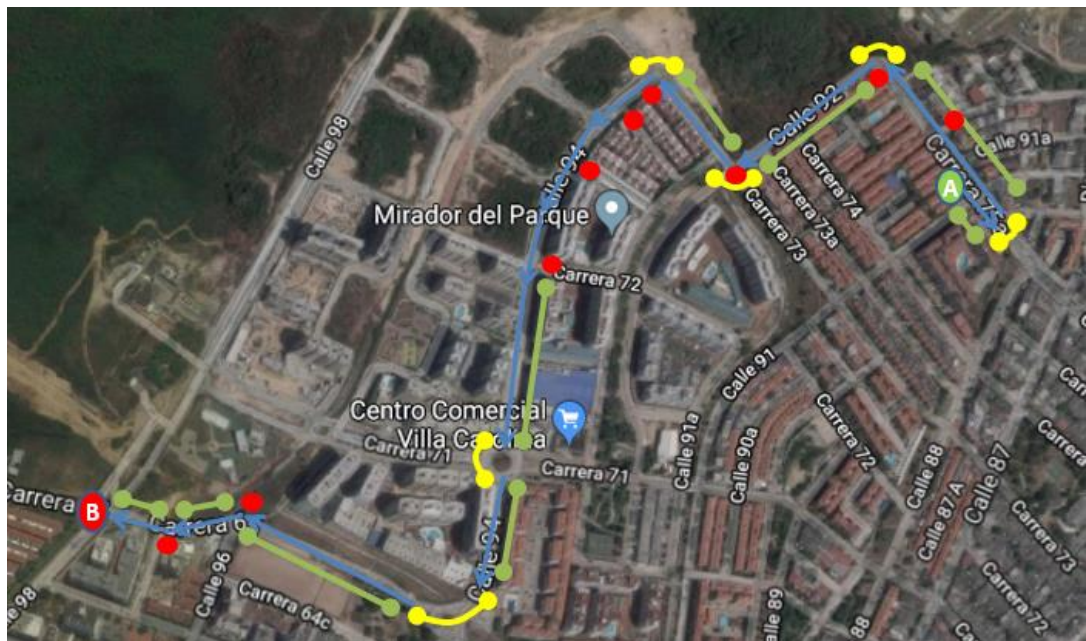 Calle 98
Calle 92
Calle 91a
Carrera 74
Carrera 73a
Carrera 73
A
Calle 94
Mirador del Parque
Carrera 72
Calle 91
Centro Comercial
Villa Carolina
Carrera 71
Carrera 71
Calle 91a
Calle 90a
Carrera 72
Calle 88
Calle 87
Calle 87A
Carrera 73
Carrera
B
Carrera 6
Calle 94
Calle 96
Carrera 64c
Calle 98
Calle 89
88
Carrera 72